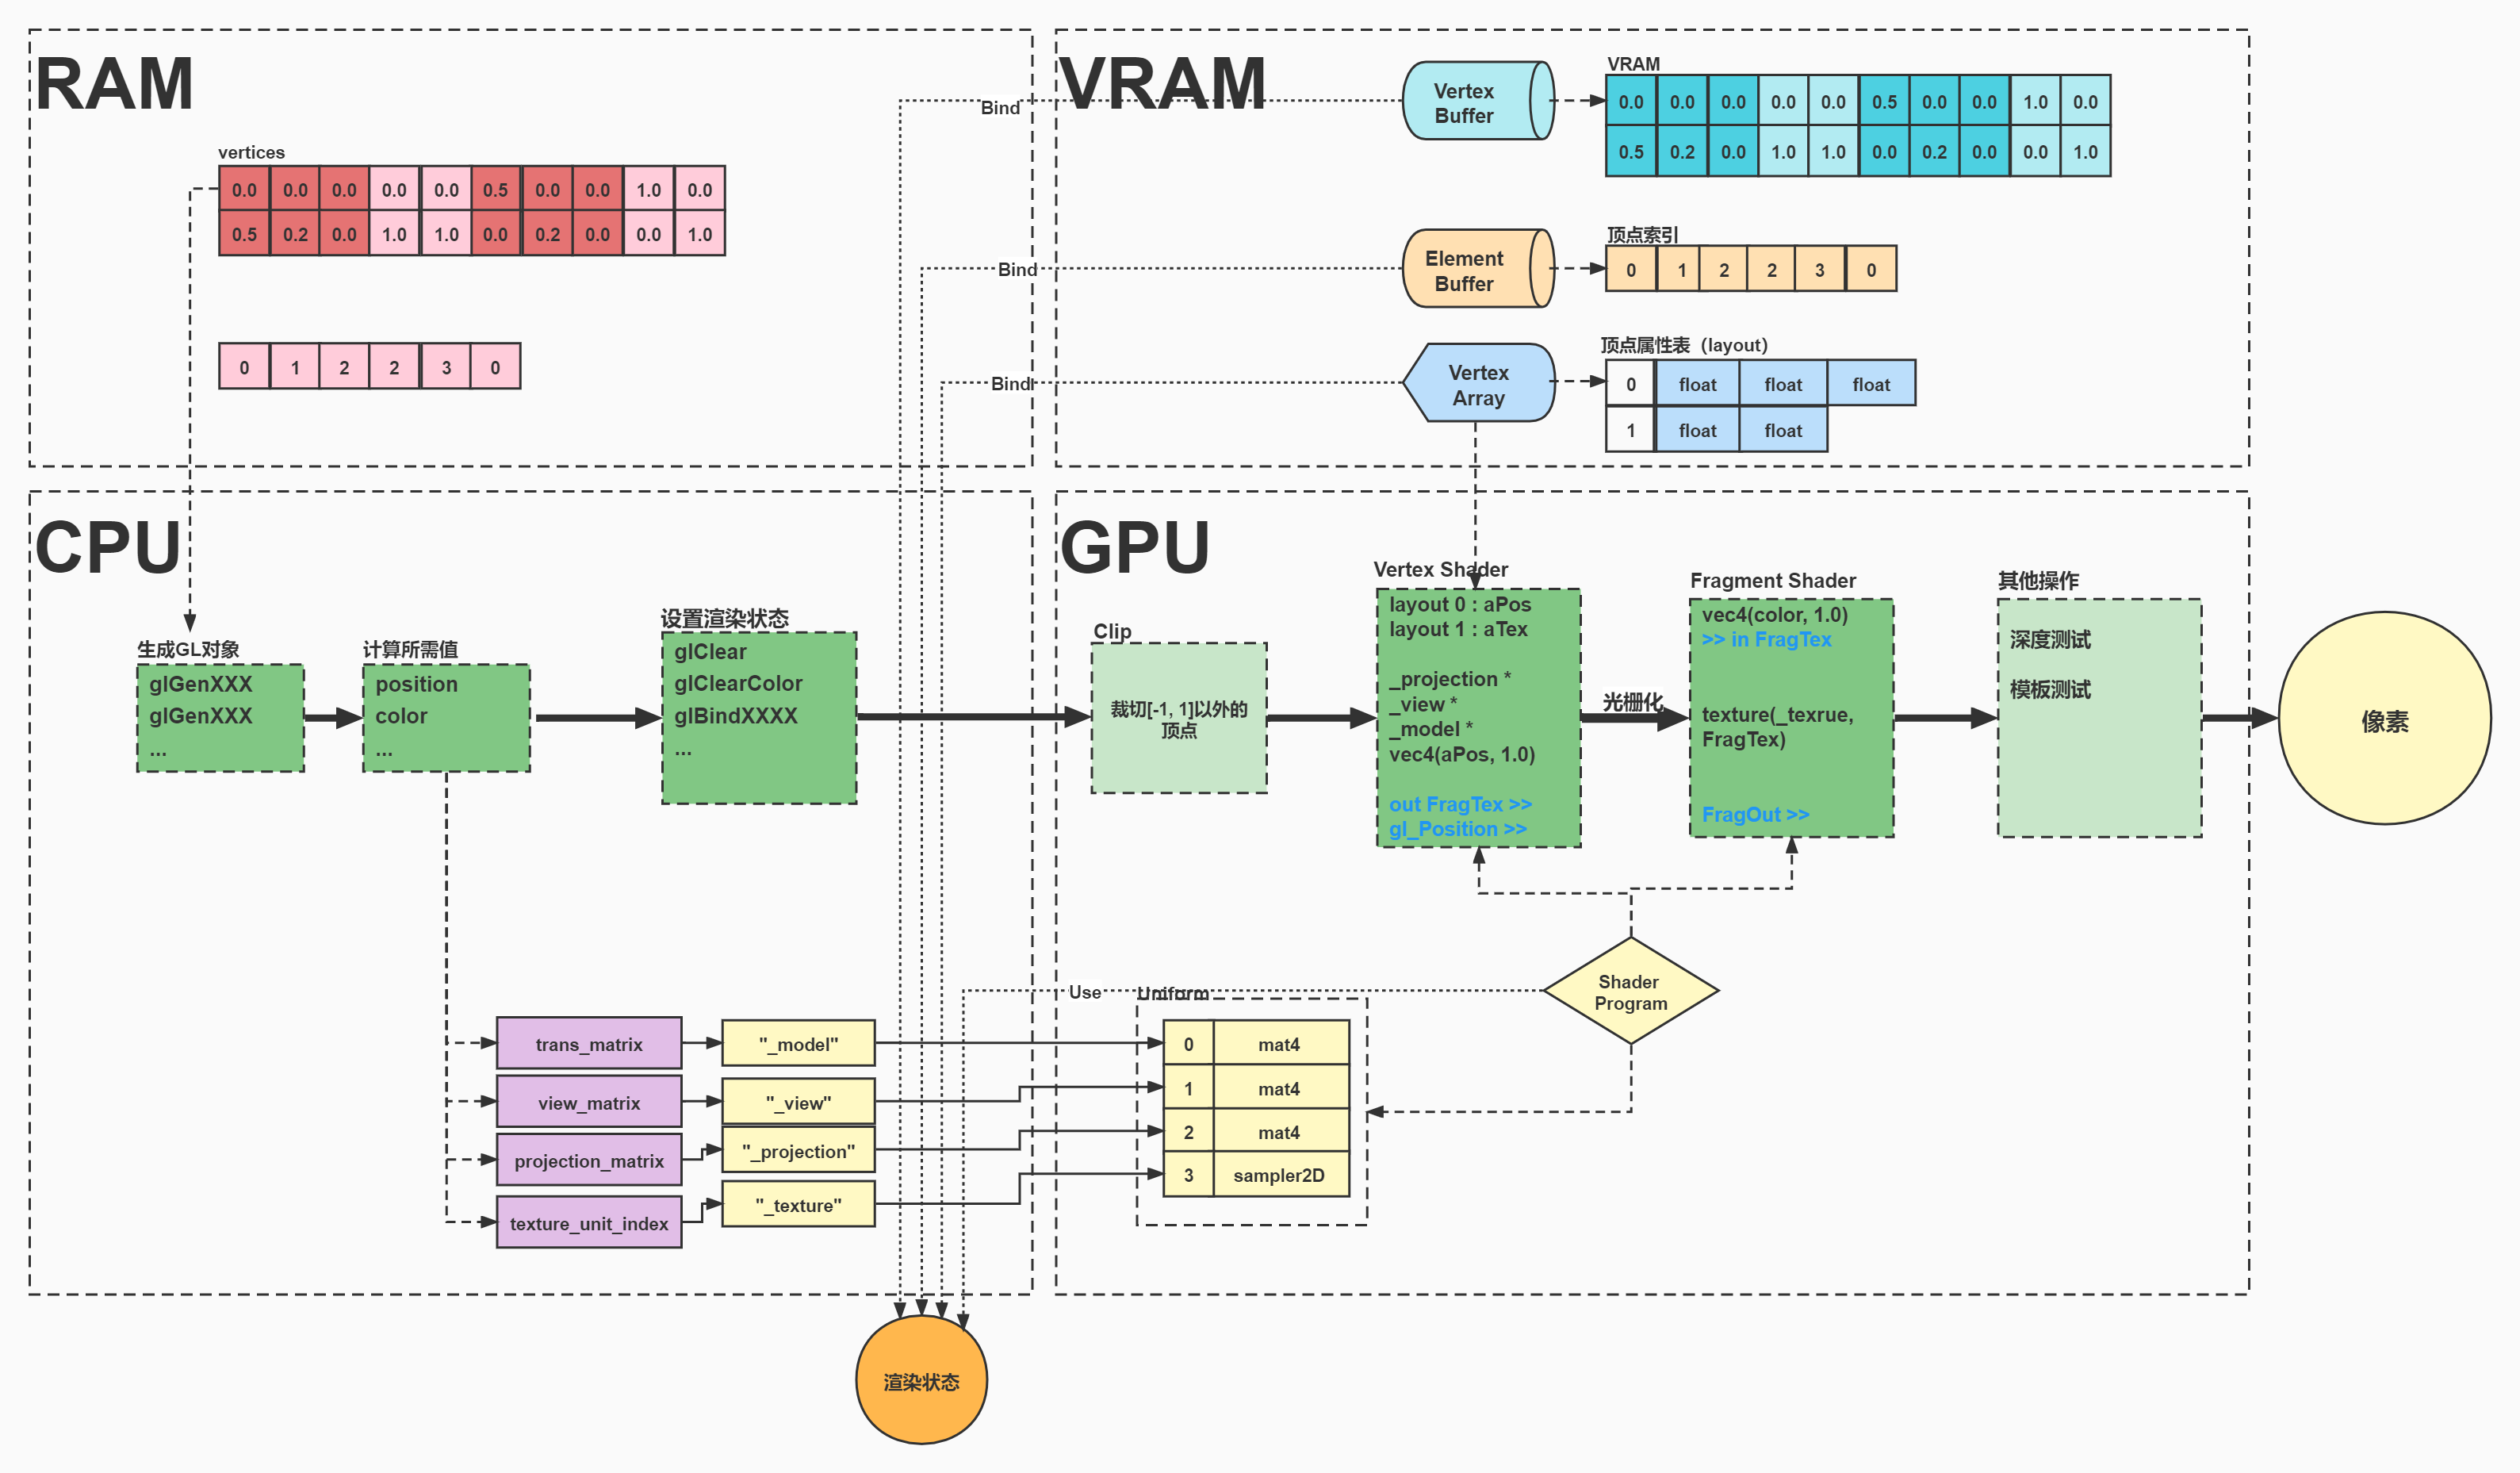 RAM
vertices
0.0 0.0 0.0 0.0 0.0 0.5 0.0 0.0 1.0 0.0
0.5 0.2 0.0 1.0 1.0 0.0 0.2 0.0 0.0 1.0
0 1 2 2 3 0
VRAM
Bind
Vertex
Buffer
VRAM
0.0 0.0 0.0 0.0 0.0 0.5 0.0 0.0 1.0 0.0
0.5 0.2 0.0 1.0 1.0 0.0 0.2 0.0 0.0 1.0
Bind
Element
Buffer
顶点索引
0 1 2 2 3 0
Bind
Vertex
Array
顶点属性表（layout）
0 float float float
1 float float
CPU
生成GL对象
glGenXXX
glGenXXX
...
计算所需值
position
color
...
设置渲染状态
glClear
glClearColor
glBindXXXX
...
trans_matrix
"_model"
view_matrix
"_view"
projection_matrix
"_projection"
texture_unit_index
"_texture"
GPU
Clip
裁切[-1, 1]以外的
顶点
Vertex Shader
layout 0 : aPos
layout 1 : aTex
_projection *
_view *
_model *
vec4(aPos, 1.0)
out FragTex >>
gl_Position >>
光栅化
Fragment Shader
vec4(color, 1.0)
>> in FragTex
texture(_texrue,
FragTex)
FragOut >>
其他操作
深度测试
模板测试
像素
Shader
Program
Use
Uniform
0 mat4
1 mat4
2 mat4
3 sampler2D
渲染状态